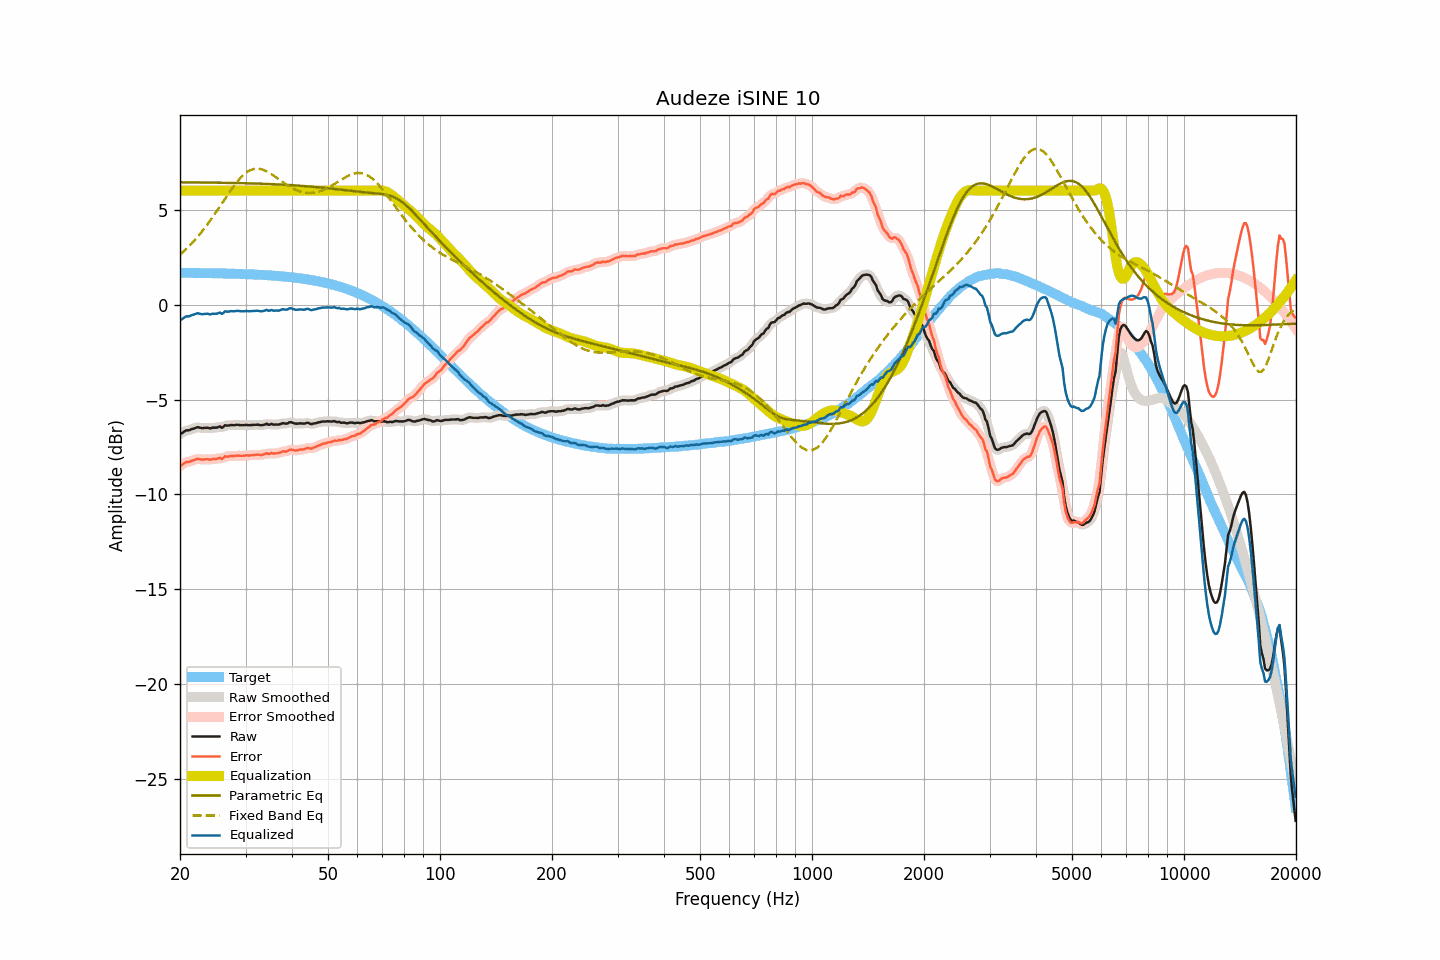 Audeze iSINE 10
Amplitude (dBr)
5
0
−5
−10
−15
−20
−25
Target
Raw Smoothed
Error Smoothed
Raw
Error
Equalization
Parametric Eq
Fixed Band Eq
Equalized
20 50 100 200 500 1000 2000 5000 10000 20000
Frequency (Hz)